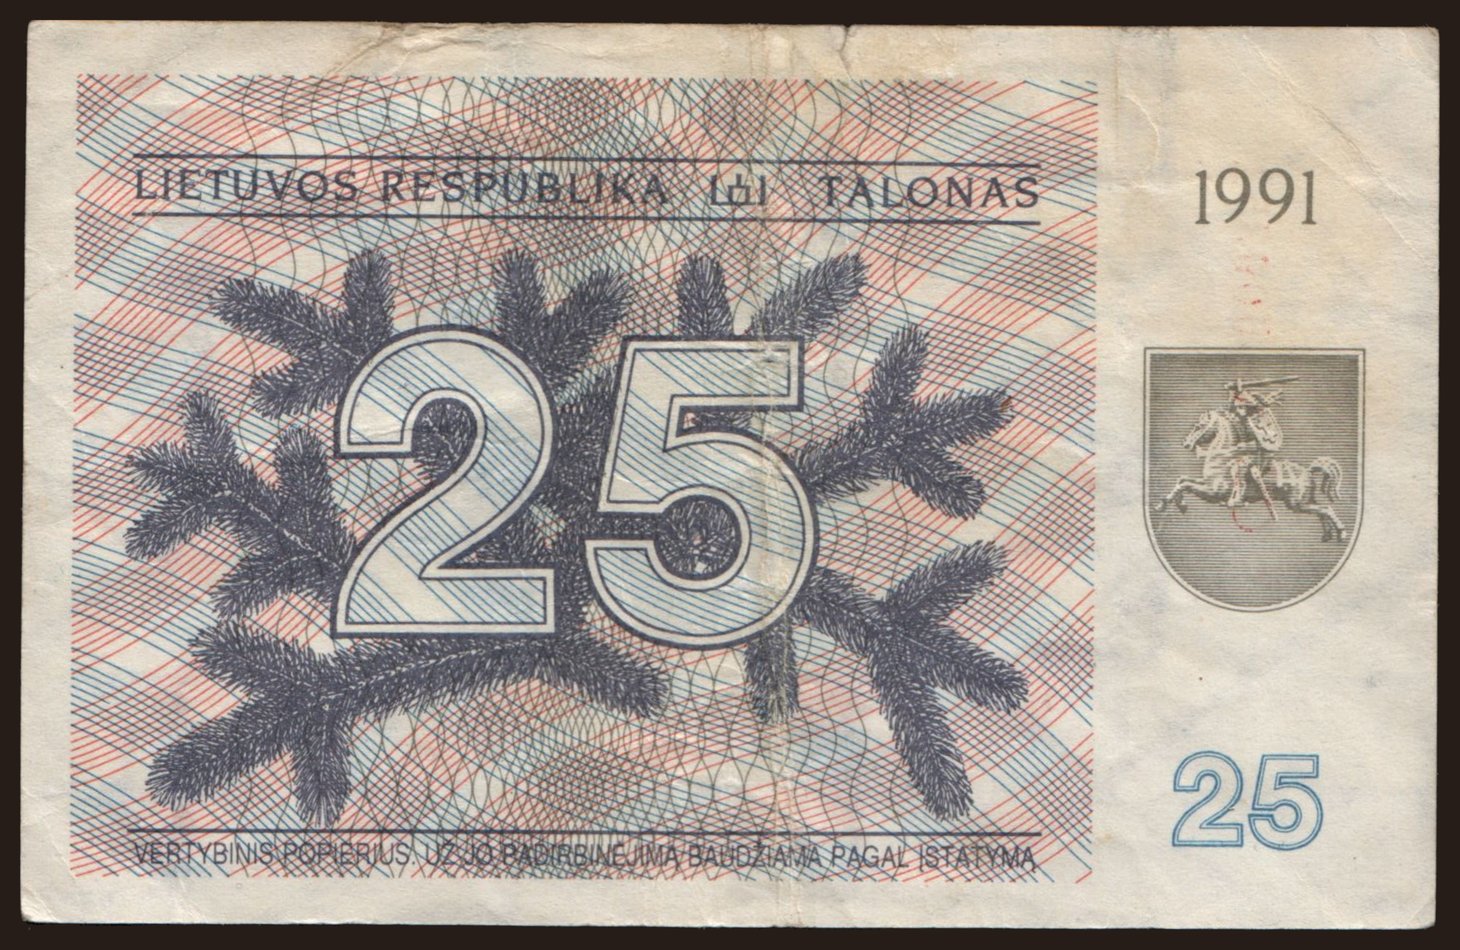 LIETUVOS RESPUBLIKA TALONAS
1991
25
25
VERTYBINIS POPIERIUS. UŽ JO PADIRBINĖJIMĄ BAUDŽIAMA PAGAL ĮSTATYMĄ